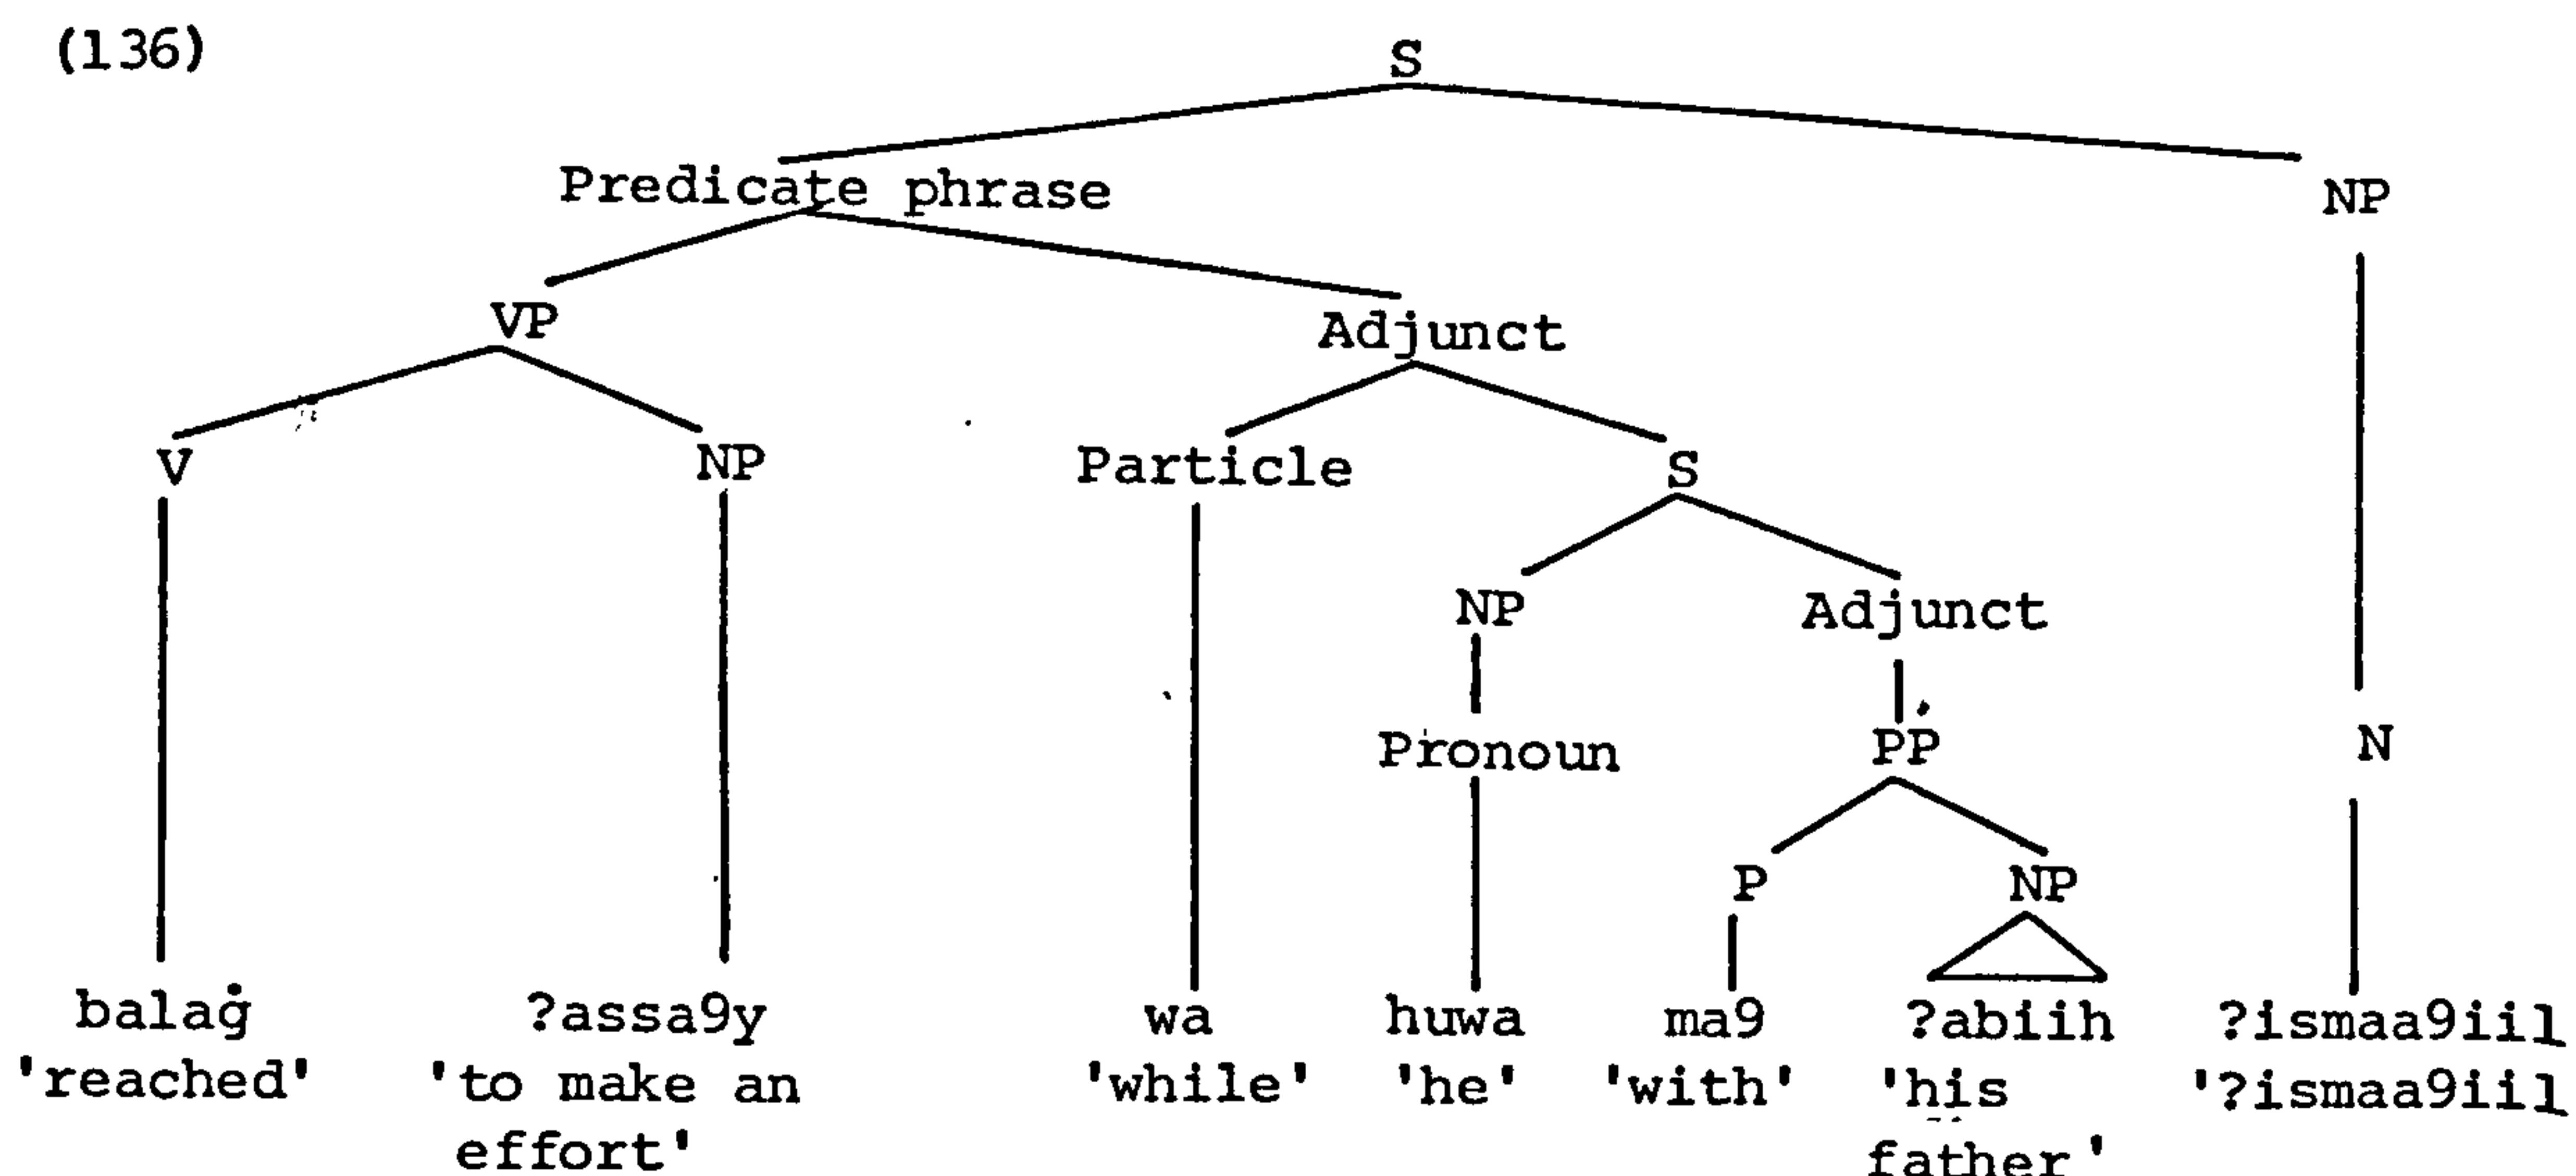 (136)
S
Predicate phrase NP
VP Adjunct
V NP Particle S
NP Adjunct
Pronoun PP N
P NP
balaġ ?assa9y wa huwa ma9 ?abiih ?ismaa9iil
'reached' 'to make an 'while' 'he' 'with' 'his '?ismaa9iil
effort' father'